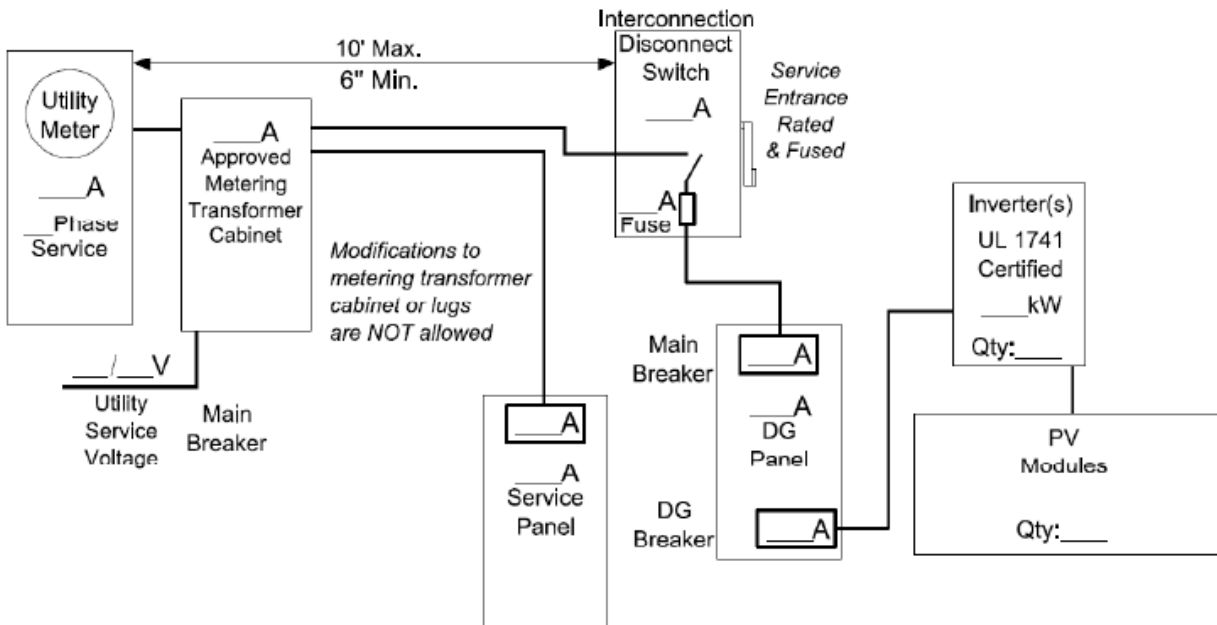 10' Max.
6" Min.
Utility
Meter
____A
__Phase
Service
____A
Approved
Metering
Transformer
Cabinet
___/___V
Utility
Service
Voltage
Main
Breaker
Modifications to
metering transformer
cabinet or lugs
are NOT allowed
____A
____A
Service
Panel
Interconnection
Disconnect
Switch
____A
___A
Fuse
Service
Entrance
Rated
& Fused
Main
Breaker
____A
____A
DG
Panel
DG
Breaker
____A
Inverter(s)
UL 1741
Certified
____kW
Qty:____
PV
Modules
Qty:____